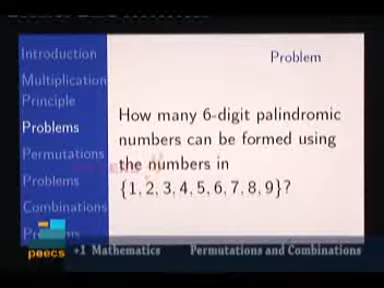 Introduction
Multiplication
Principle
Problems
Permutations
Problems
Combinations
Problem
How many 6-digit palindromic
numbers can be formed using
the numbers in
{1, 2, 3, 4, 5, 6, 7, 8, 9}?
peecs
+1 Mathematics
Permutations and Combinations